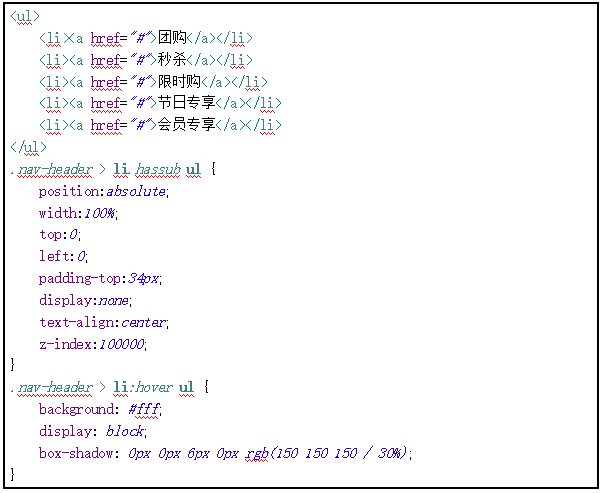 <ul>
    <li×a href="#">团购</a></li>
    <li><a href="#">秒杀</a></li>
    <li><a href="#">限时购</a></li>
    <li><a href="#">节日专享</a×/li>
    <li><a href="#">会员专享</a×/li>
</ul>
.nav-header > li hassub ul {
    position:absolute;
    width:100%;
    top:0;
    left:0;
    padding-top:34px;
    display:none;
    text-align:center;
    z-index:100000;
}
.nav-header > li:hover ul {
    background: #fff;
    display: block;
    box-shadow: 0px 0px 6px 0px rgb(150 150 150 / 30%);
}